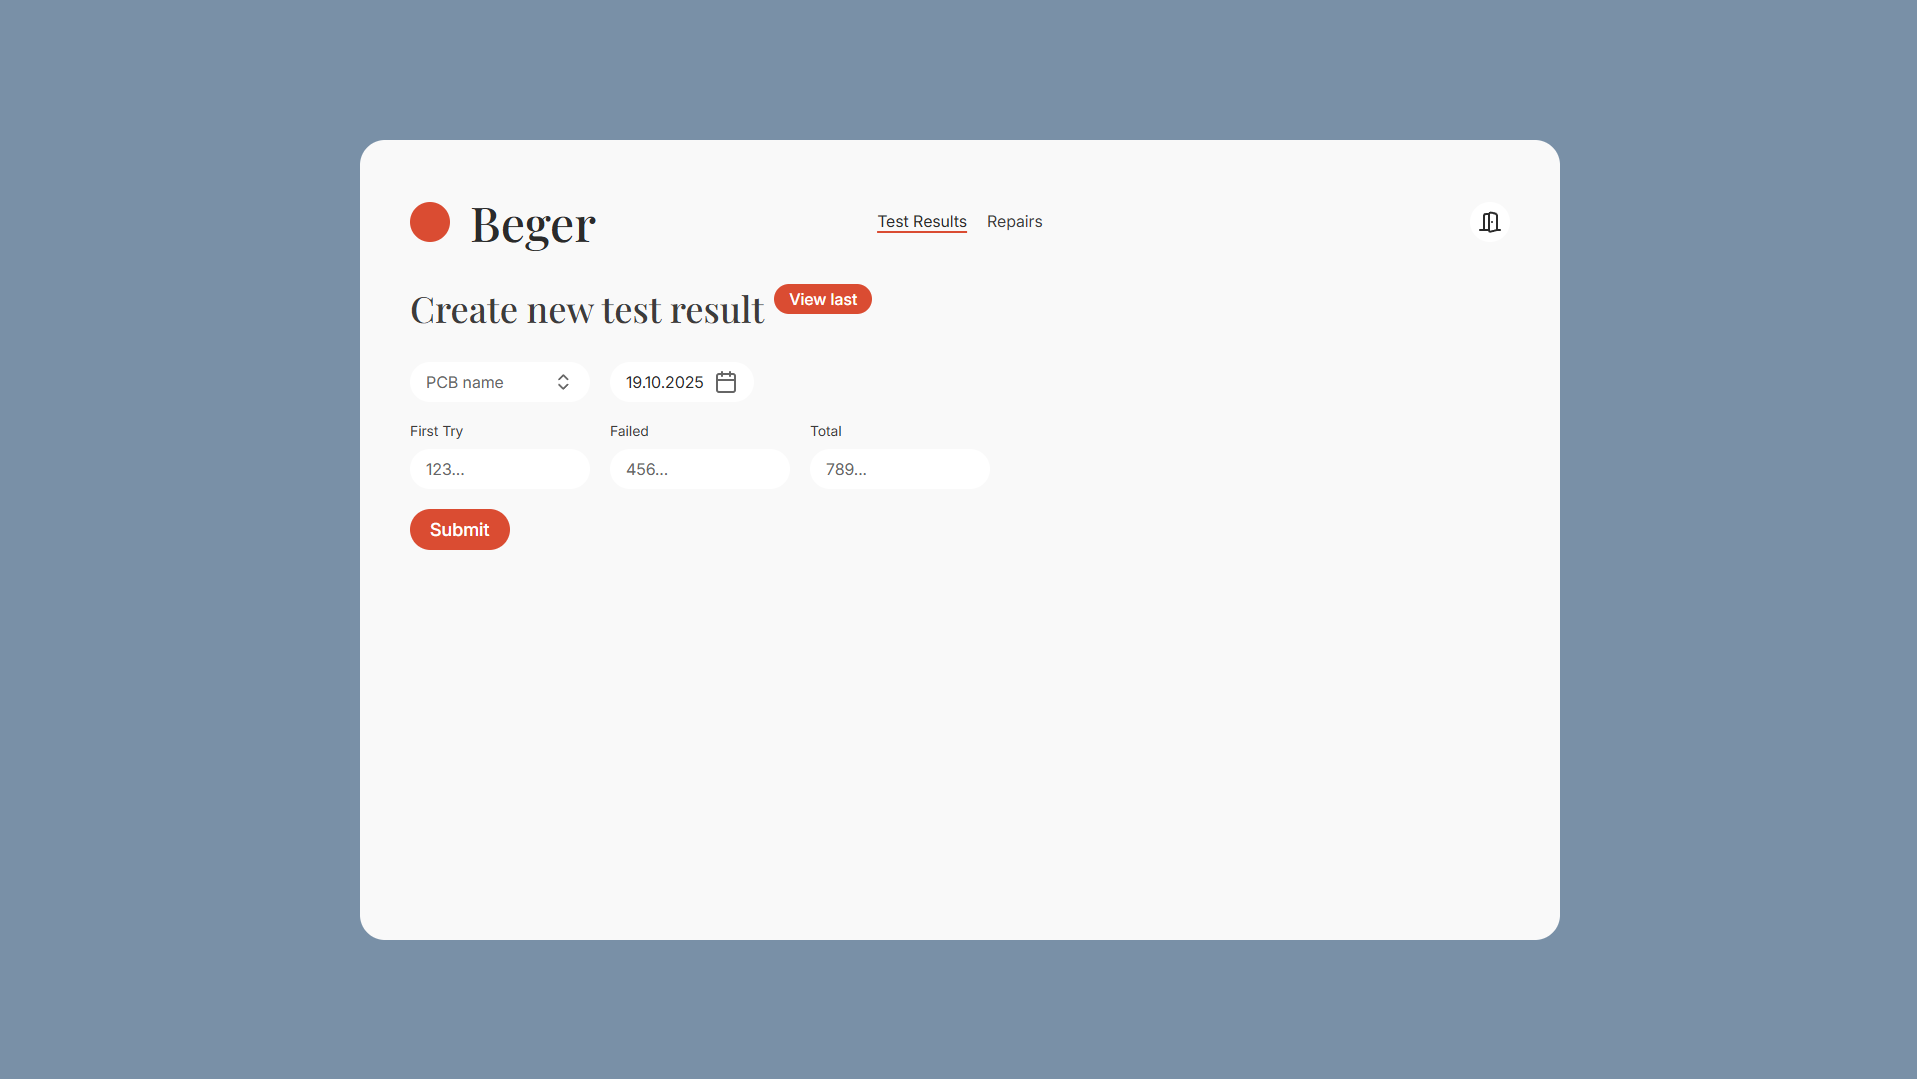 Beger
Test Results
Repairs
Create new test result
View last
PCB name
19.10.2025
First Try
Failed
Total
123...
456...
789...
Submit